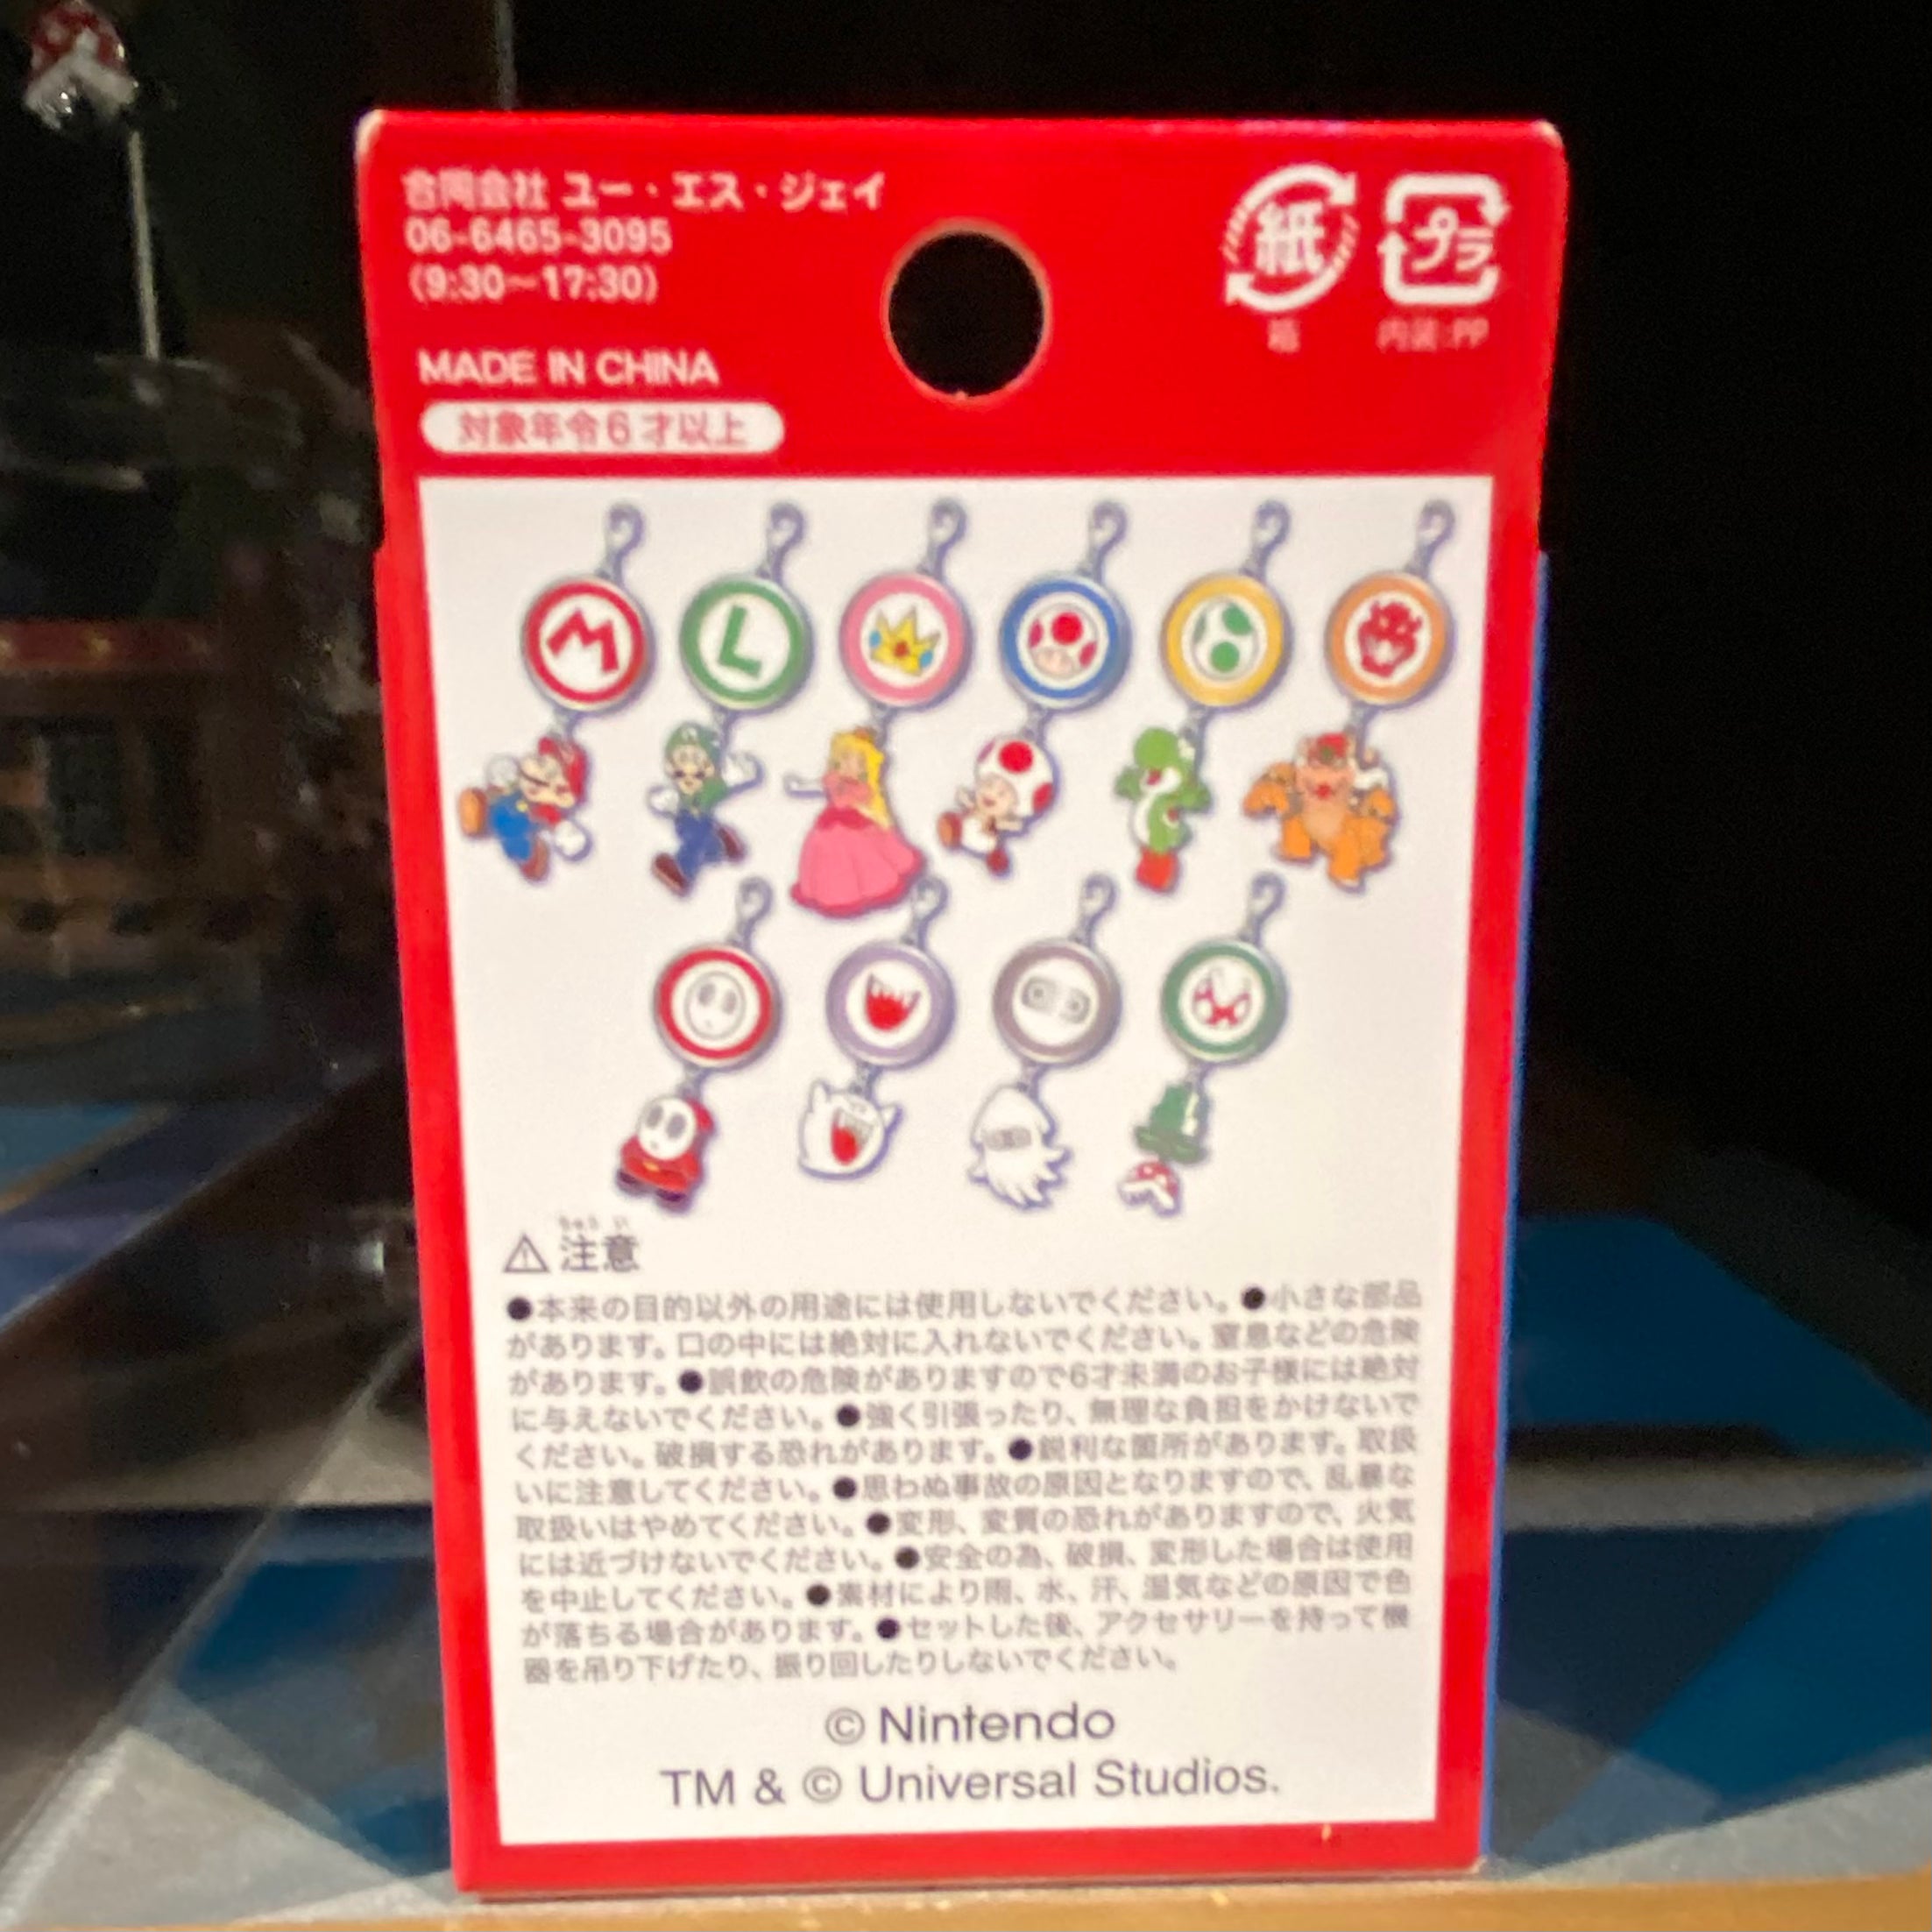 合同会社 ユー・エス・ジェイ
06-6465-3095
(9:30〜17:30)
MADE IN CHINA
対象年令6才以上
紙
プラ
箱
内装:PP
M
L
ちゅうい
⚠注意
●本来の目的以外の用途には使用しないでください。●小さな部品
があります。口の中には絶対に入れないでください。窒息などの危険
があります。●誤飲の危険がありますので6才未満のお子様には絶対
に与えないでください。●強く引張ったり、無理な負担をかけないで
ください。破損する恐れがあります。●鋭利な箇所があります。取扱
いに注意してください。●思わぬ事故の原因となりますので、乱暴な
取扱いはやめてください。●変形、変質の恐れがありますので、火気
には近づけないでください。●安全の為、破損、変形した場合は使用
を中止してください。●素材により雨、水、汗、湿気などの原因で色
が落ちる場合があります。●セットした後、アクセサリーを持って機
器を吊り下げたり、振り回したりしないでください。
© Nintendo
TM & © Universal Studios.